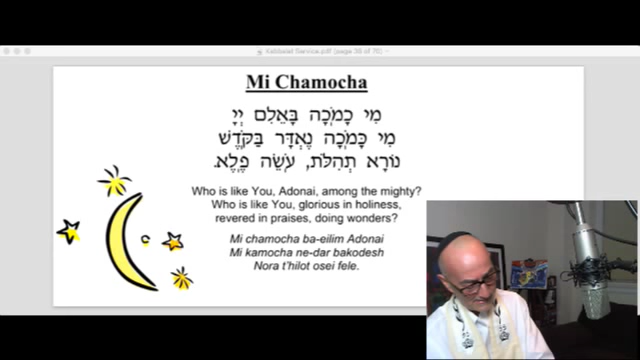 Kabbalat Service.pdf (page 39 of 70)
Mi Chamocha
מִי כָמֹֽכָה בָּאֵלִם יְיָ
מִי כָּמֹֽכָה נֶאְדָּר בַּקֹּֽדֶשׁ
נוֹרָא תְהִלֹּת, עֹֽשֵׂה פֶֽלֶא.
Who is like You, Adonai, among the mighty?
Who is like You, glorious in holiness,
revered in praises, doing wonders?
Mi chamocha ba-eilim Adonai
Mi kamocha ne-dar bakodesh
Nora t'hilot osei fele.